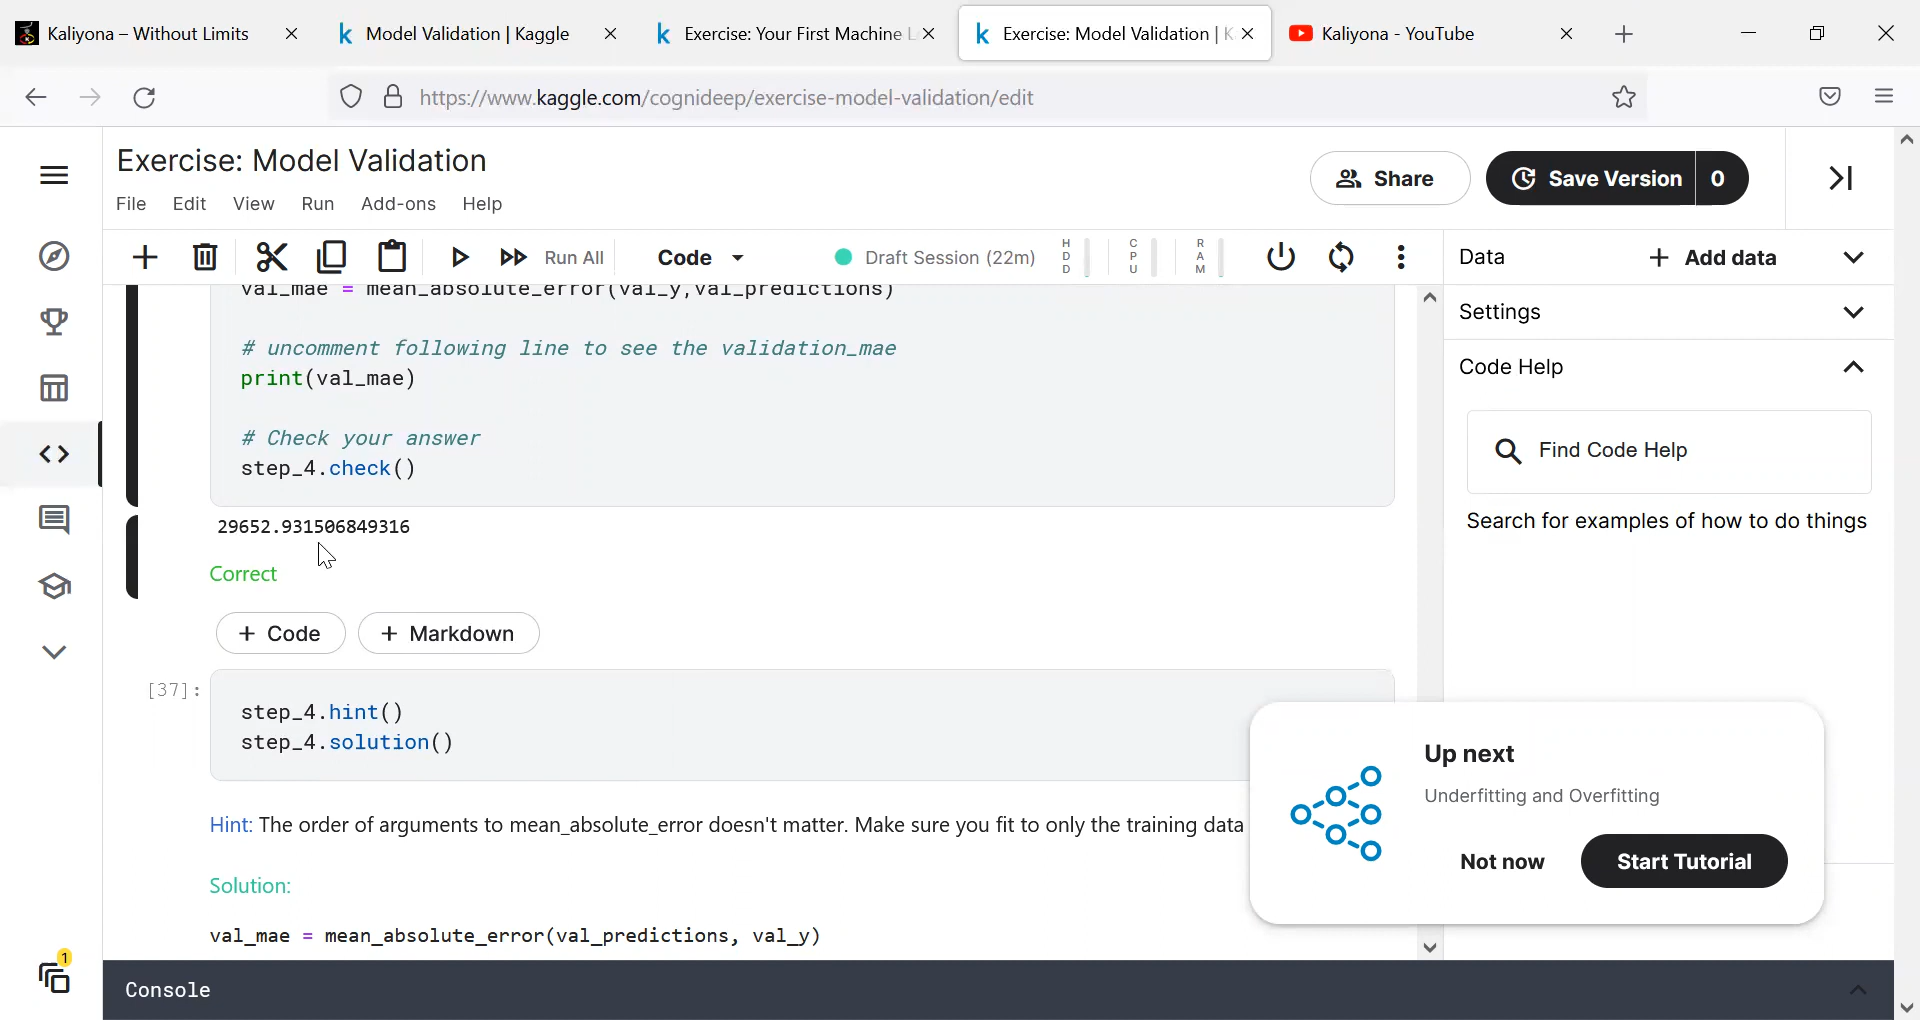 Kaliyona – Without Limits
Model Validation | Kaggle
Exercise: Your First Machine L
Exercise: Model Validation | K
Kaliyona - YouTube
https://www.kaggle.com/cognideep/exercise-model-validation/edit
Exercise: Model Validation
Share
Save Version 0
File Edit View Run Add-ons Help
Run All
Code
Draft Session (22m)
HDD
CPU
RAM
Data
Add data
Settings
Code Help
Find Code Help
Search for examples of how to do things
val_mae = mean_absolute_error(val_y,val_predictions)
# uncomment following line to see the validation_mae
print(val_mae)
# Check your answer
step_4.check()
29652.931506849316
Correct
+ Code
+ Markdown
[37]:
step_4.hint()
step_4.solution()
Hint: The order of arguments to mean_absolute_error doesn't matter. Make sure you fit to only the training data
Solution:
val_mae = mean_absolute_error(val_predictions, val_y)
Up next
Underfitting and Overfitting
Not now
Start Tutorial
1
Console